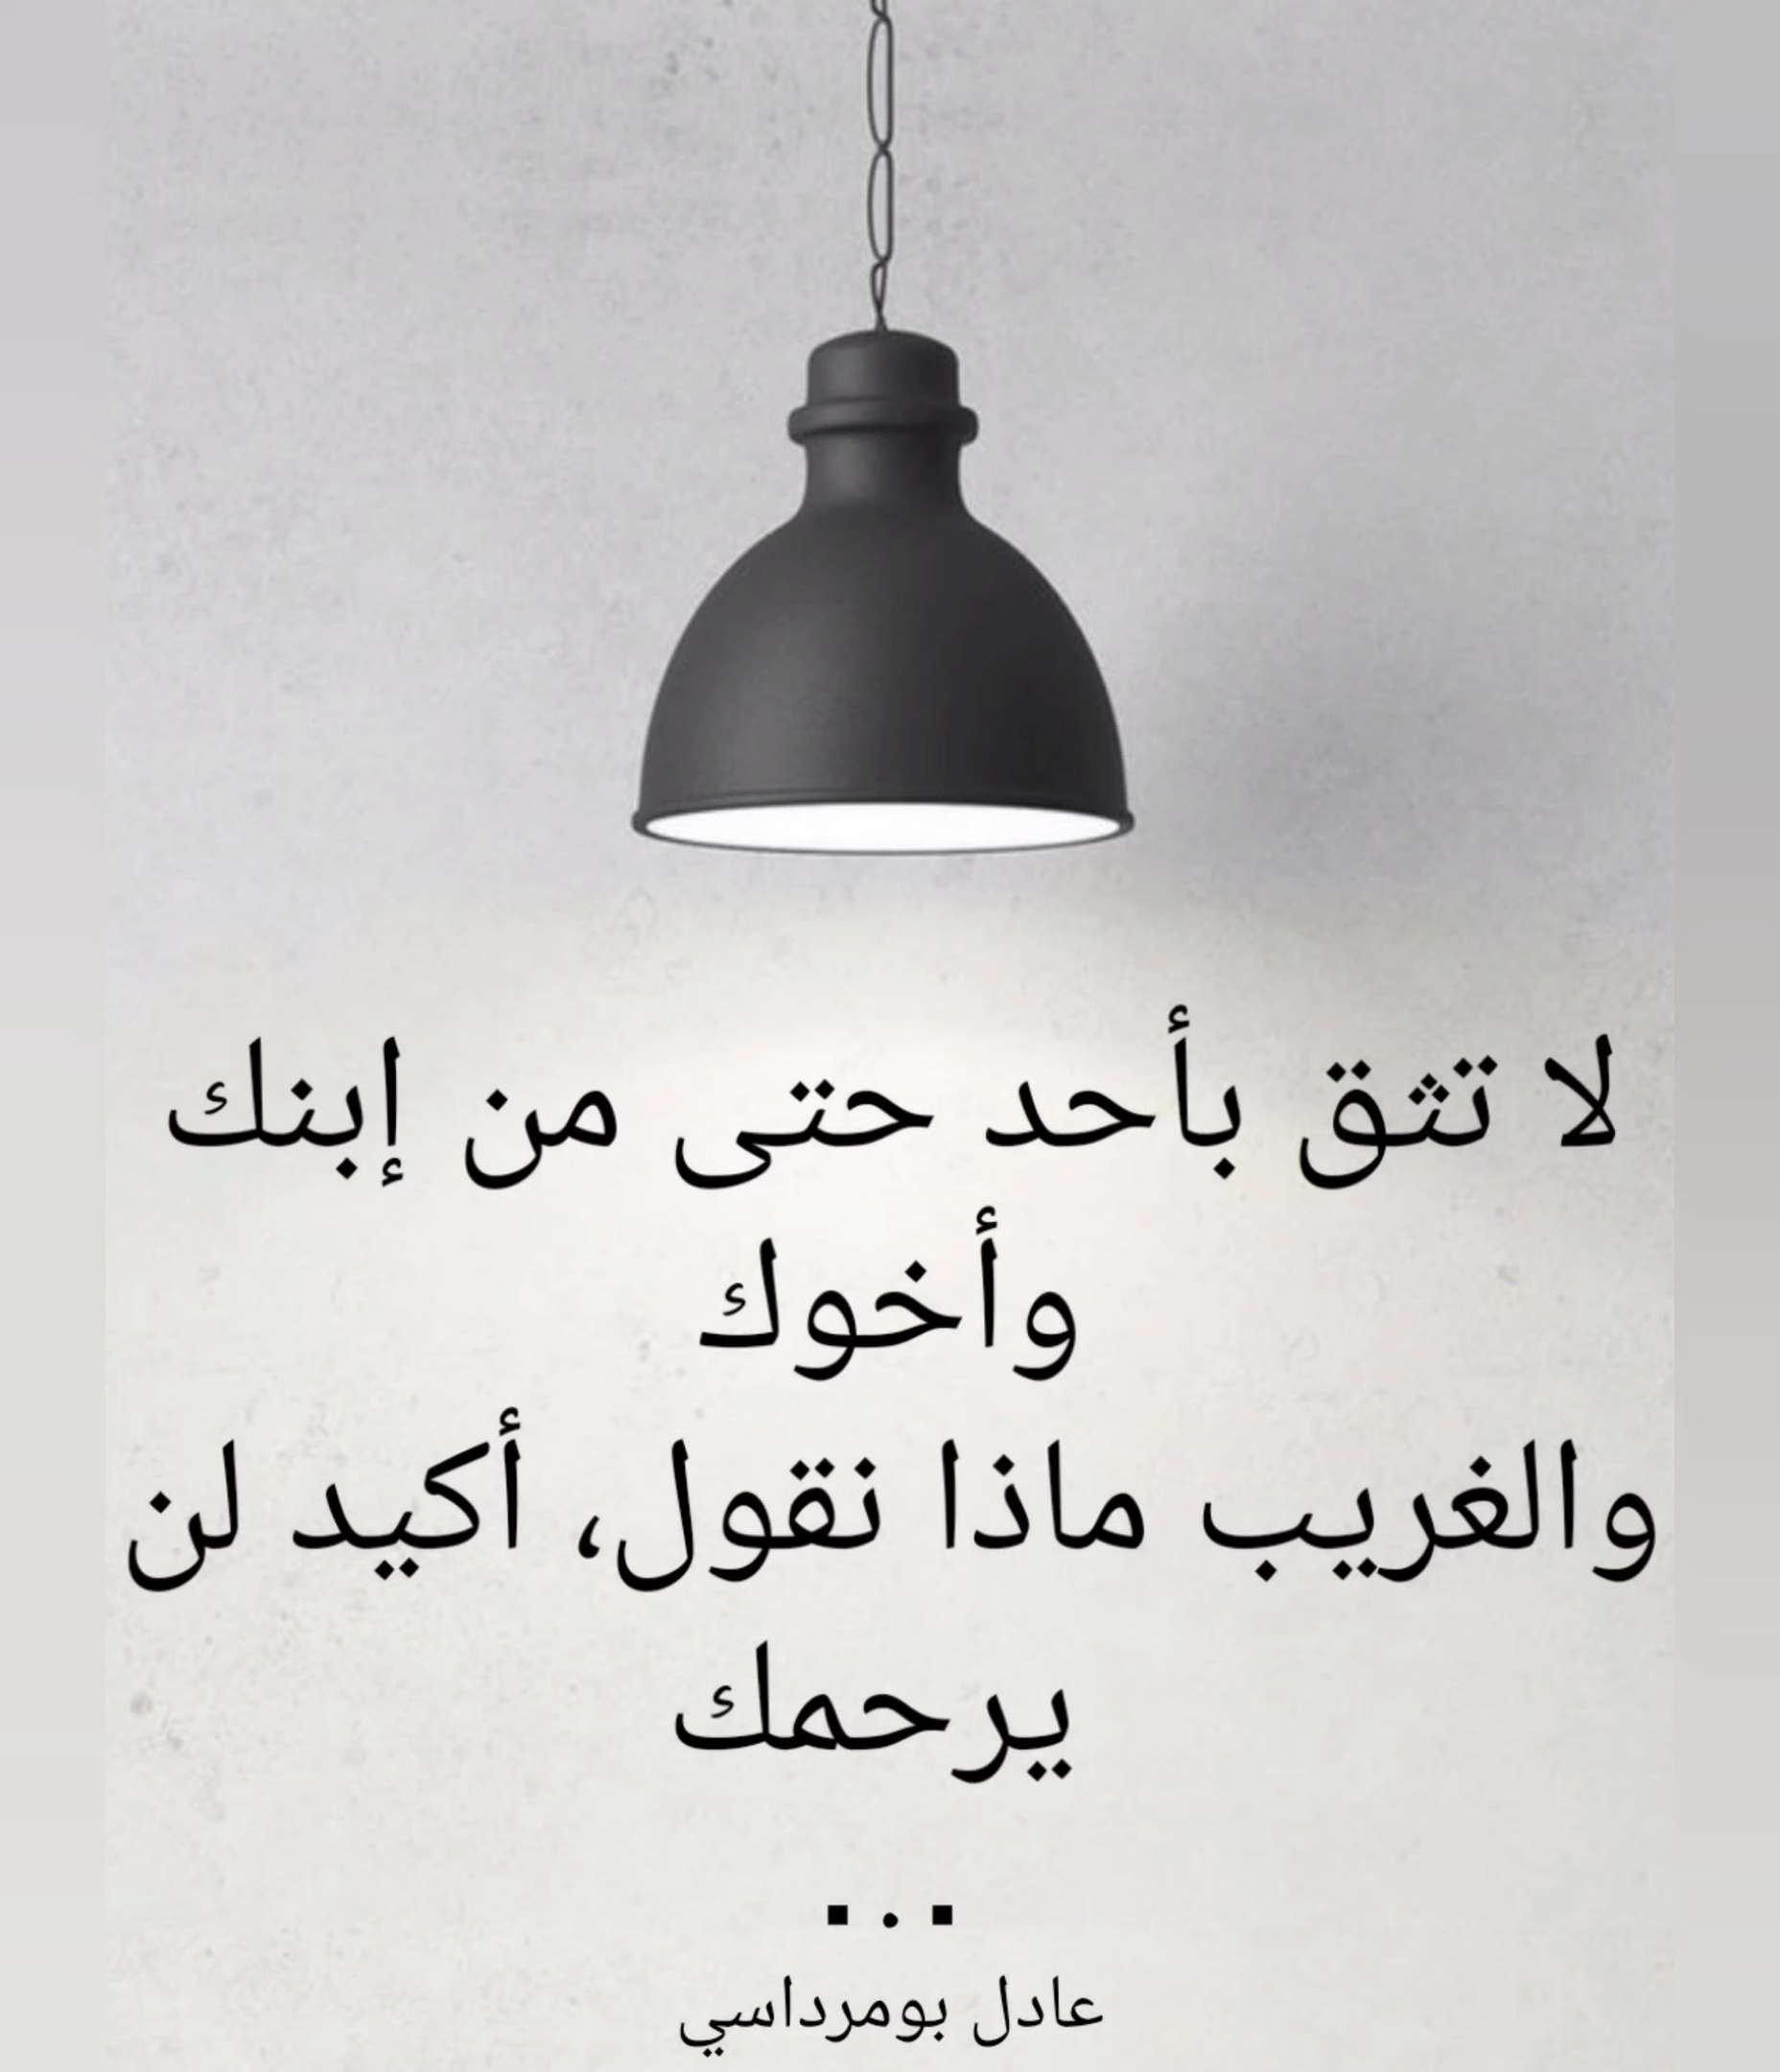 لا تثق بأحد حتى من إبنك
وأخوك
والغريب ماذا نقول، أكيد لن
يرحمك
▪ • ▪
عادل بومرداسي